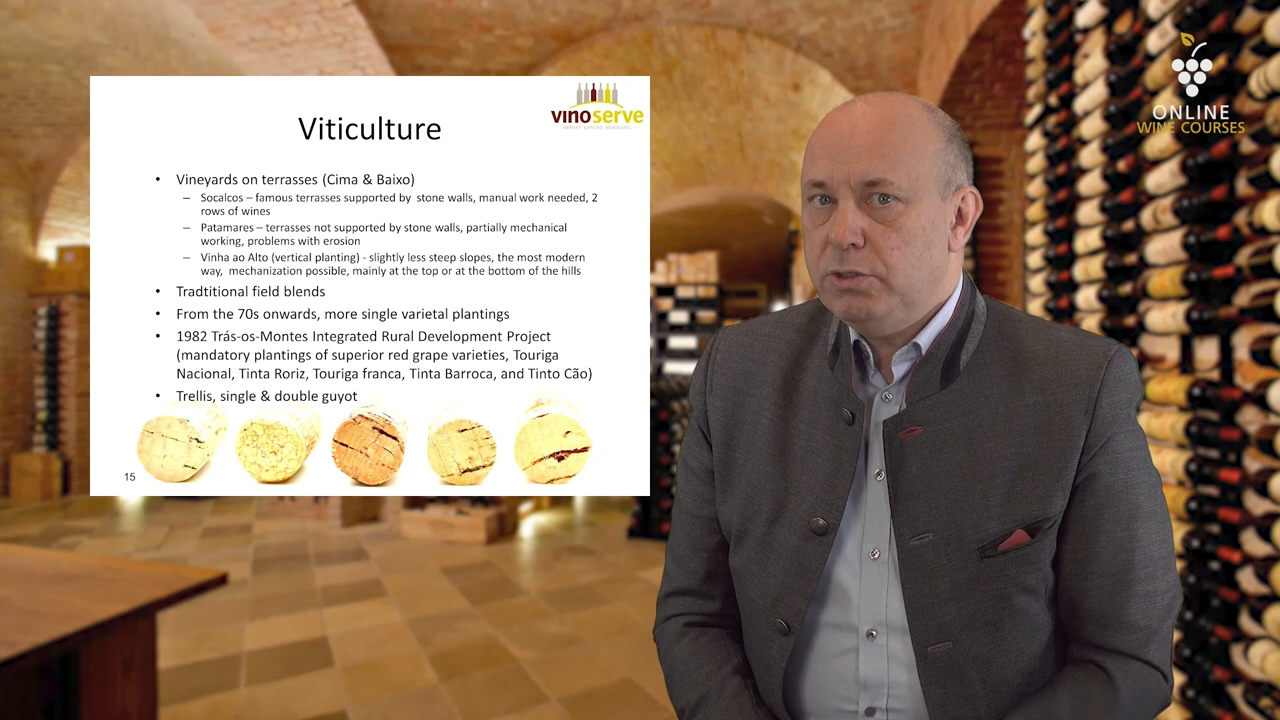 vinoserve
IMPORT EXPORT SEMINARS
ONLINE
WINE COURSES
Viticulture
• Vineyards on terrasses (Cima & Baixo)
– Socalcos – famous terrasses supported by stone walls, manual work needed, 2
rows of wines
– Patamares – terrasses not supported by stone walls, partially mechanical
working, problems with erosion
– Vinha ao Alto (vertical planting) - slightly less steep slopes, the most modern
way, mechanization possible, mainly at the top or at the bottom of the hills
• Tradtitional field blends
• From the 70s onwards, more single varietal plantings
• 1982 Trás-os-Montes Integrated Rural Development Project
(mandatory plantings of superior red grape varieties, Touriga
Nacional, Tinta Roriz, Touriga franca, Tinta Barroca, and Tinto Cão)
• Trellis, single & double guyot
15